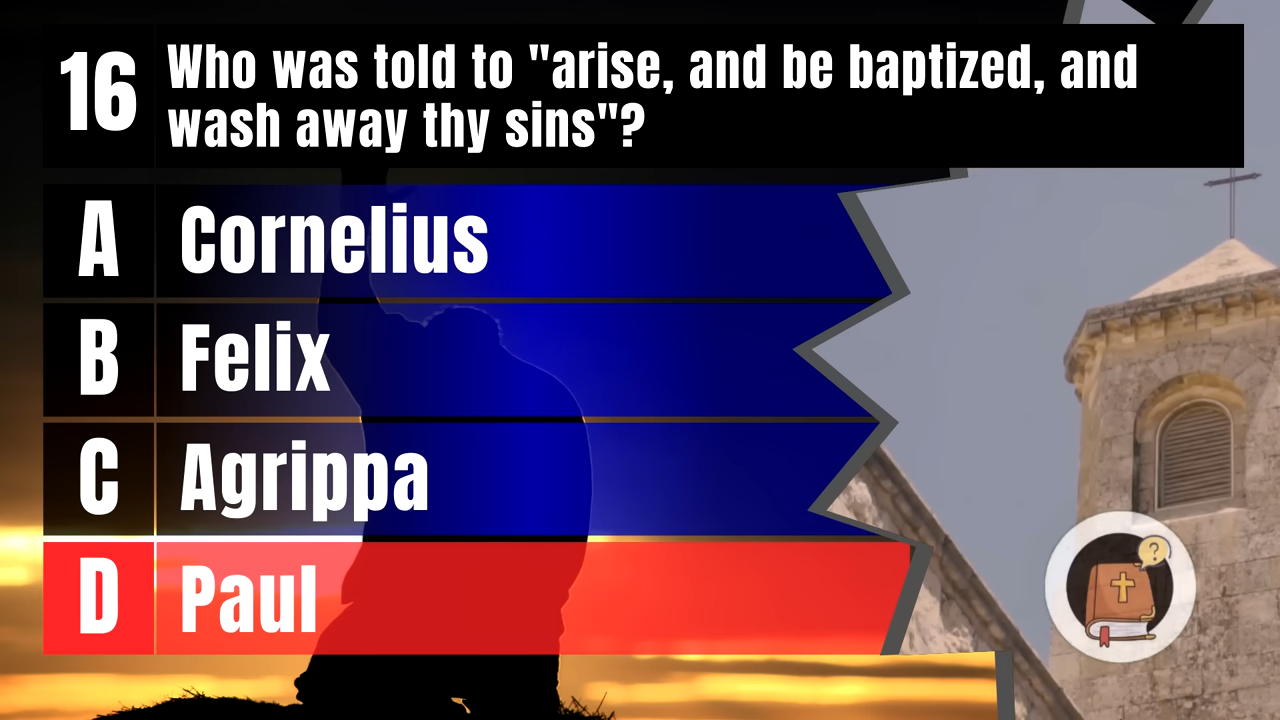 16
Who was told to "arise, and be baptized, and
wash away thy sins"?
A Cornelius
B Felix
C Agrippa
D Paul
?